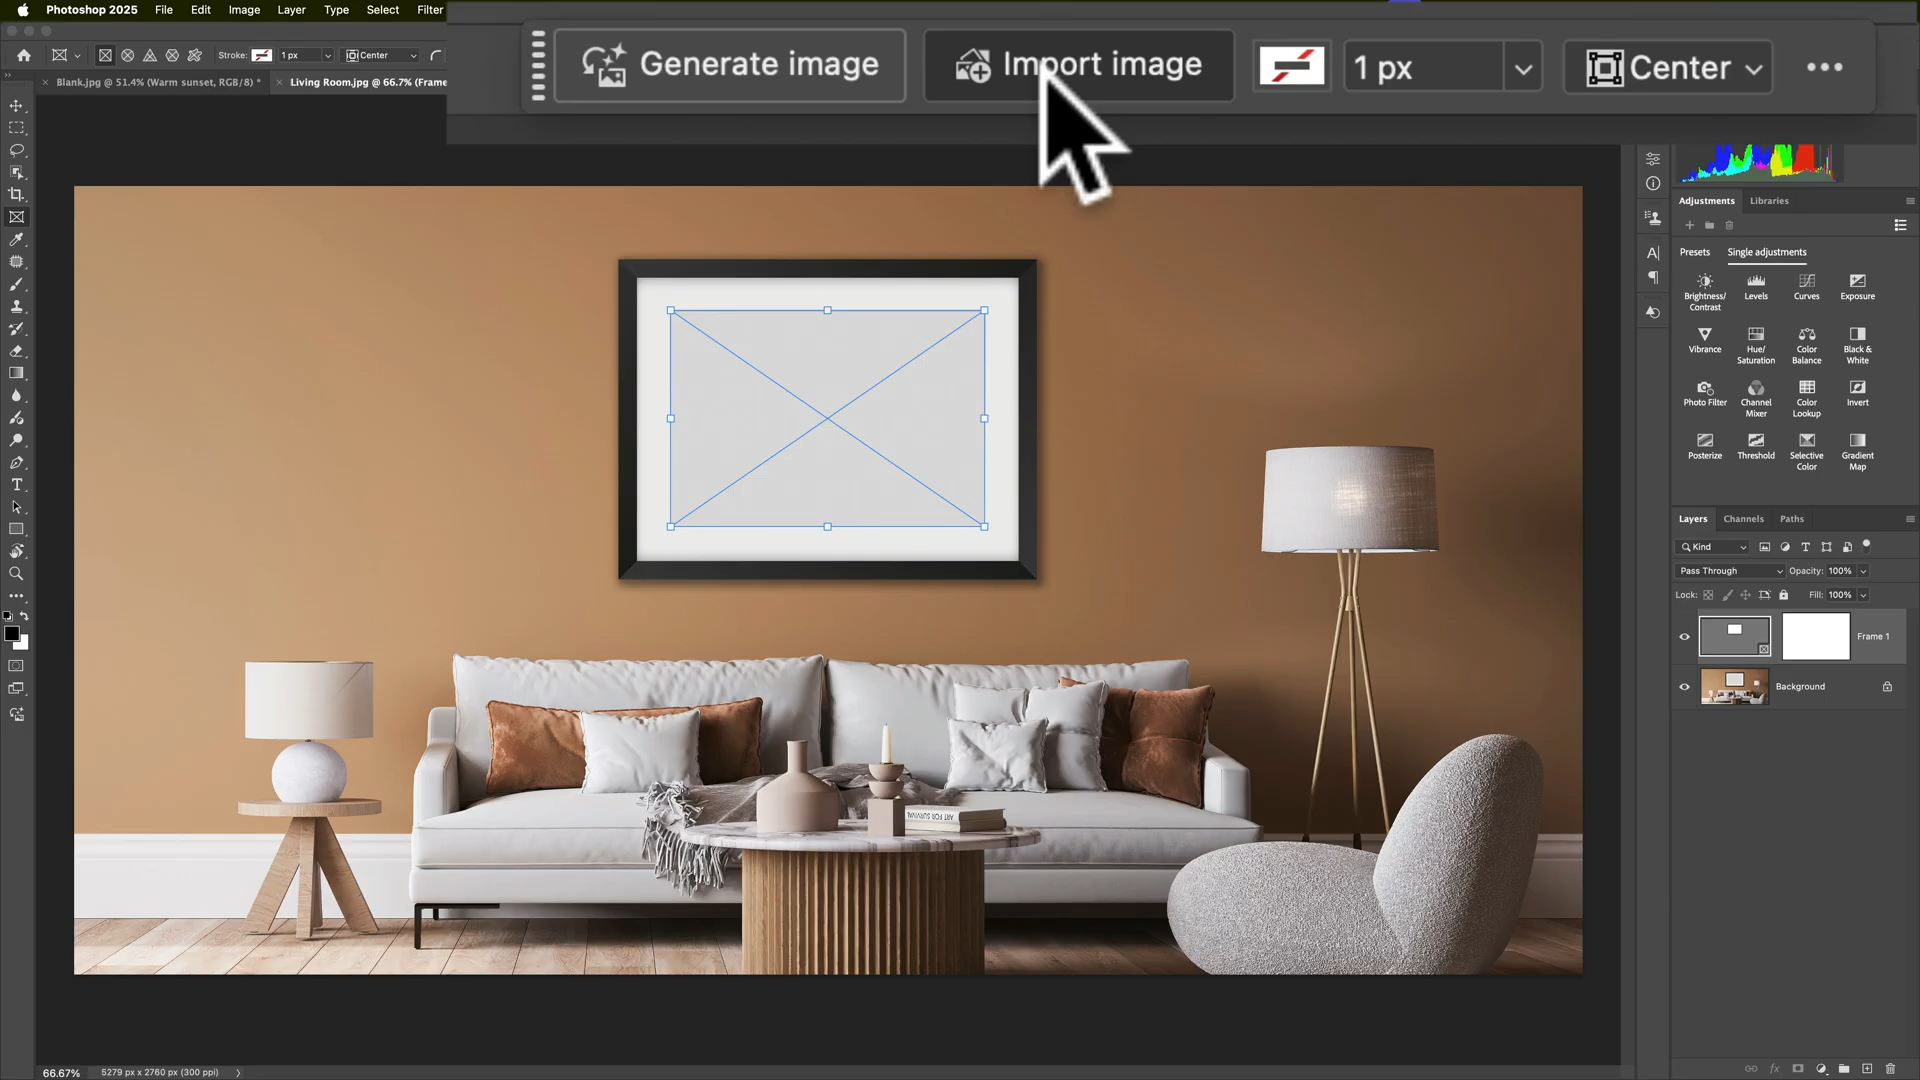 Photoshop 2025 File Edit Image Layer Type Select Filter
Generate image Import image 1 px Center
Stroke: 1 px Center
Blank.jpg @ 51.4% (Warm sunset, RGB/8) * Living Room.jpg @ 66.7% (Frame
Adjustments Libraries
Presets Single adjustments
Brightness/ Contrast Levels Curves Exposure
Vibrance Hue/ Saturation Color Balance Black & White
Photo Filter Channel Mixer Color Lookup Invert
Posterize Threshold Selective Color Gradient Map
Layers Channels Paths
Kind
Pass Through Opacity: 100%
Lock: Fill: 100%
Frame 1
Background
ART FOR SURVIVAL
66.67% 5279 px x 2760 px (300 ppi)